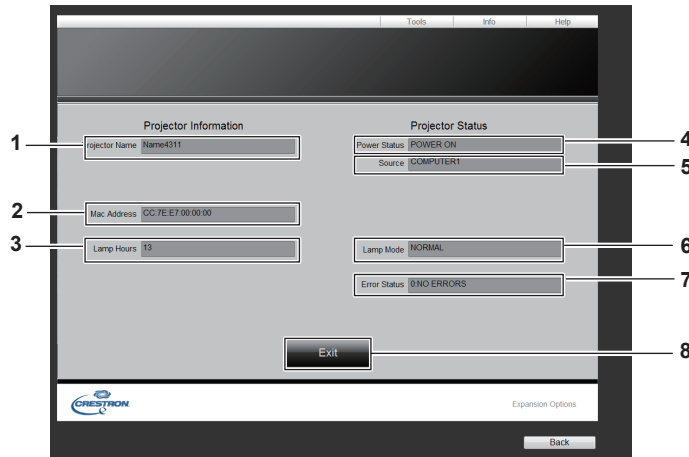 Tools Info Help
Projector Information
Projector Status
1
rojector Name Name4311
Power Status POWER ON
4
Source COMPUTER1
5
2
Mac Address CC:7E:E7:00:00:00
3
Lamp Hours 13
Lamp Mode NORMAL
6
Error Status 0:NO ERRORS
7
Exit
8
CRESTRON
Expansion Options
Back